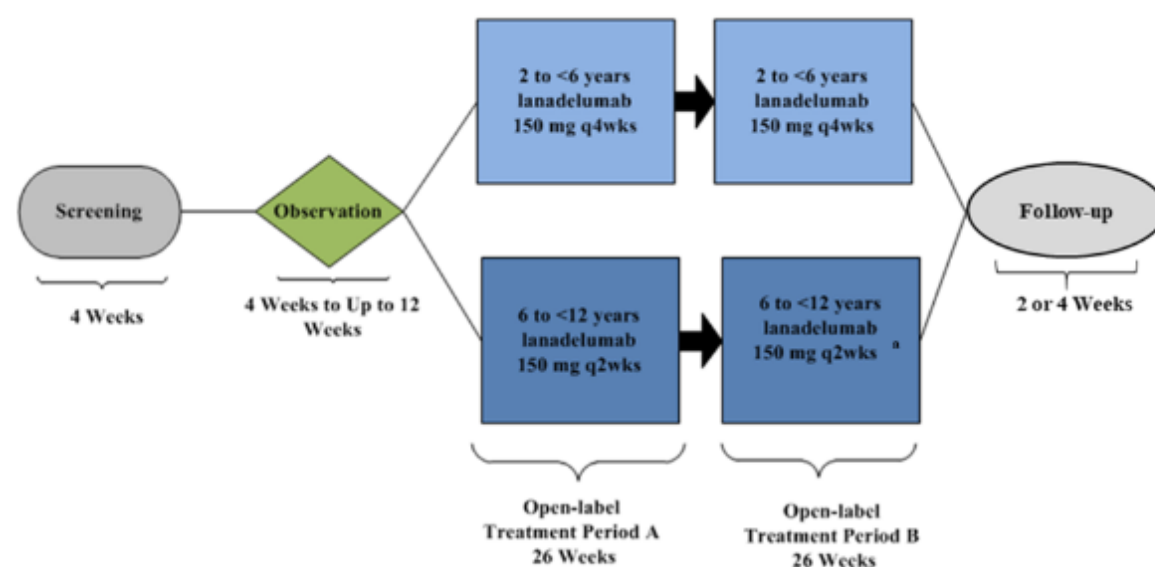 Screening
4 Weeks
Observation
4 Weeks to Up to 12
Weeks
2 to <6 years
lanadelumab
150 mg q4wks
2 to <6 years
lanadelumab
150 mg q4wks
6 to <12 years
lanadelumab
150 mg q2wks
6 to <12 years
lanadelumab
150 mg q2wks a
Open-label
Treatment Period A
26 Weeks
Open-label
Treatment Period B
26 Weeks
Follow-up
2 or 4 Weeks